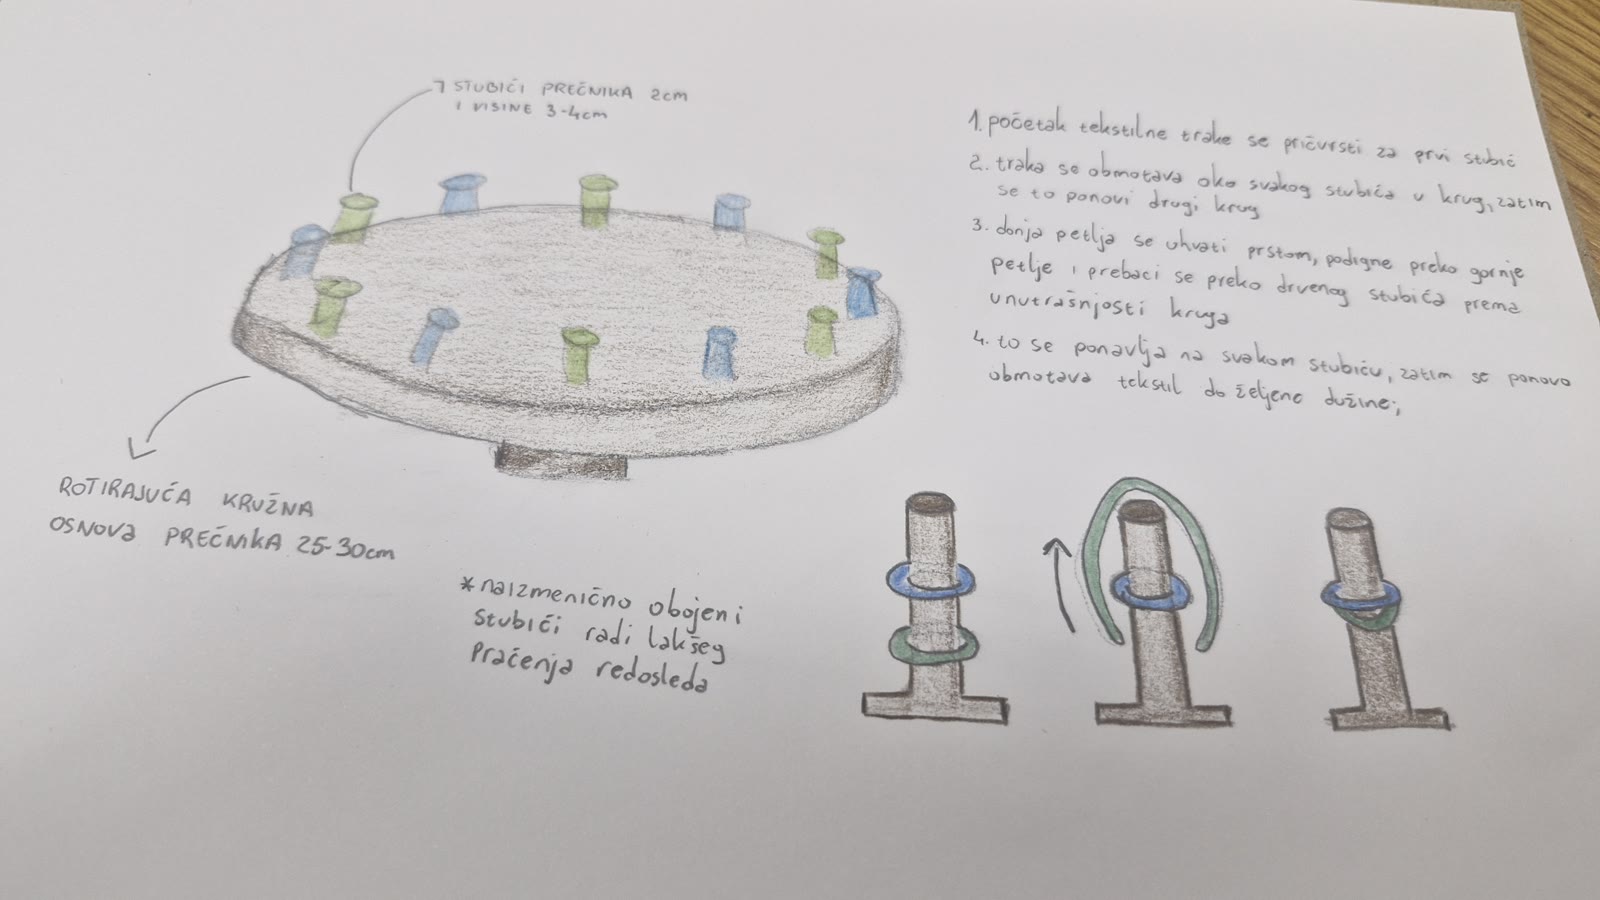 STUBIĆI PREČNIKA 2cm
I VISINE 3-4cm
ROTIRAJUĆA KRUŽNA
OSNOVA PREČNIKA 25-30cm
* naizmenično obojeni
stubići radi lakšeg
praćenja redosleda
1. početak tekstilne trake se pričvrsti za prvi stubić
2. traka se obmotava oko svakog stubića u krug, zatim
se to ponovi drugi krug
3. donja petlja se uhvati prstom, podigne preko gornje
petlje i prebaci se preko drvenog stubića prema
unutrašnjosti kruga
4. to se ponavlja na svakom stubiću, zatim se ponovo
obmotava tekstil do željene dužine;